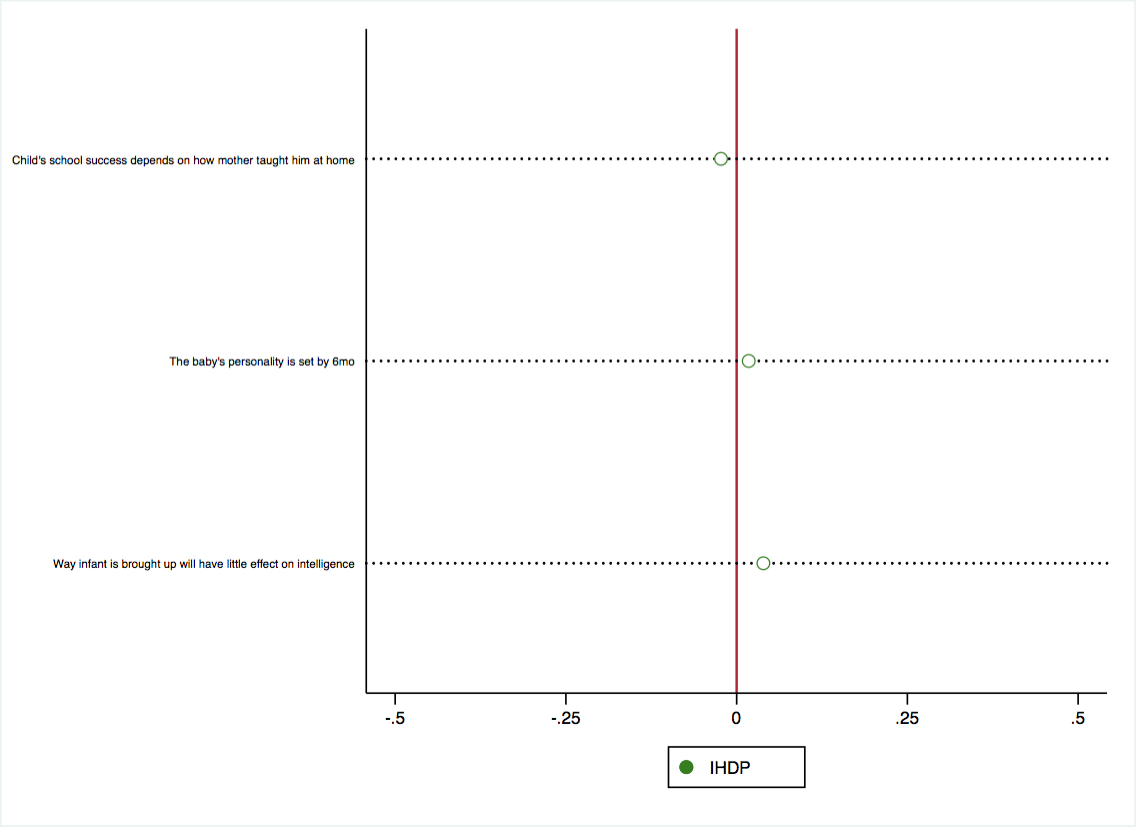 Child's school success depends on how mother taught him at home
The baby's personality is set by 6mo
Way infant is brought up will have little effect on intelligence
-.5 -.25 0 .25 .5
IHDP